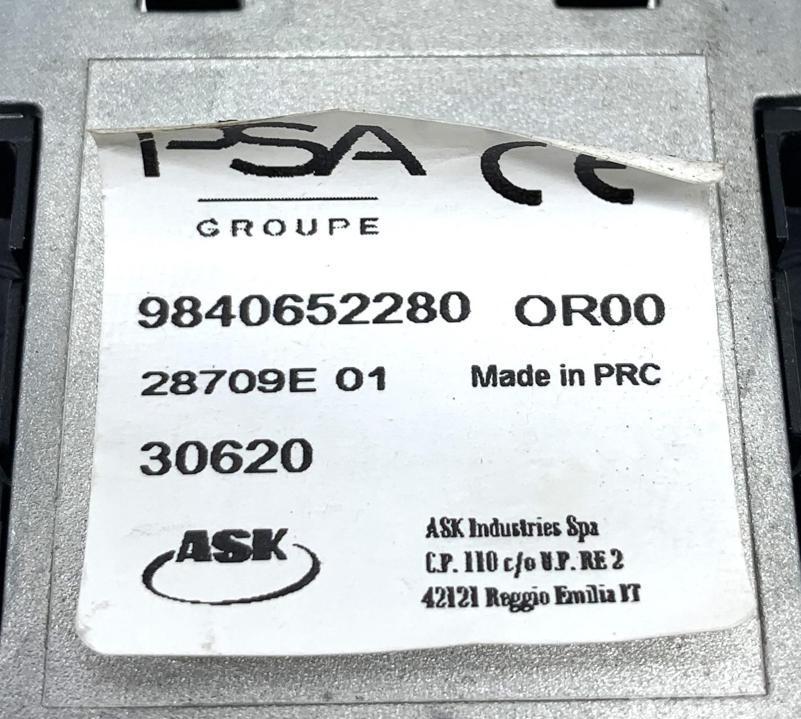 PSA CE
GROUPE
9840652280 OR00
28709E 01 Made in PRC
30620
ASK
ASK Industries Spa
C.P. 110 c/o U.P. RE 2
42121 Reggio Emilia IT